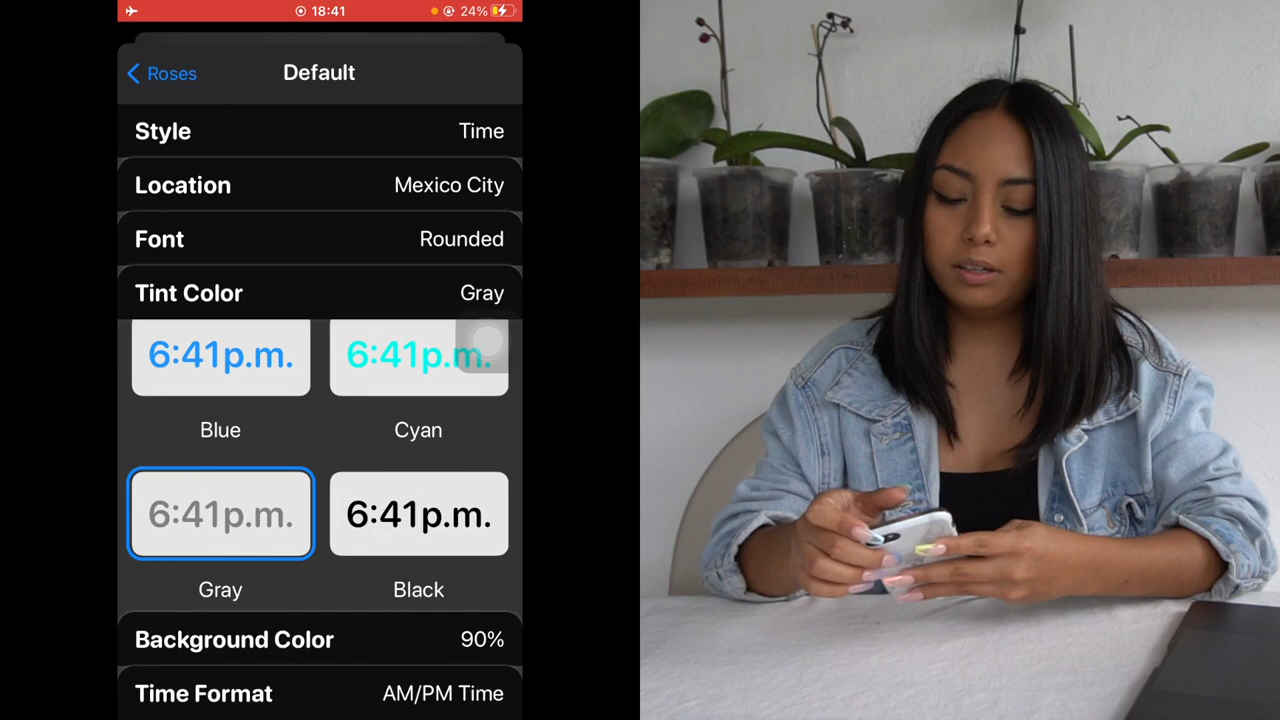 18:41
24%
Roses
Default
Style
Time
Location
Mexico City
Font
Rounded
Tint Color
Gray
6:41p.m.
6:41p.m.
Blue
Cyan
6:41p.m.
6:41p.m.
Gray
Black
Background Color
90%
Time Format
AM/PM Time